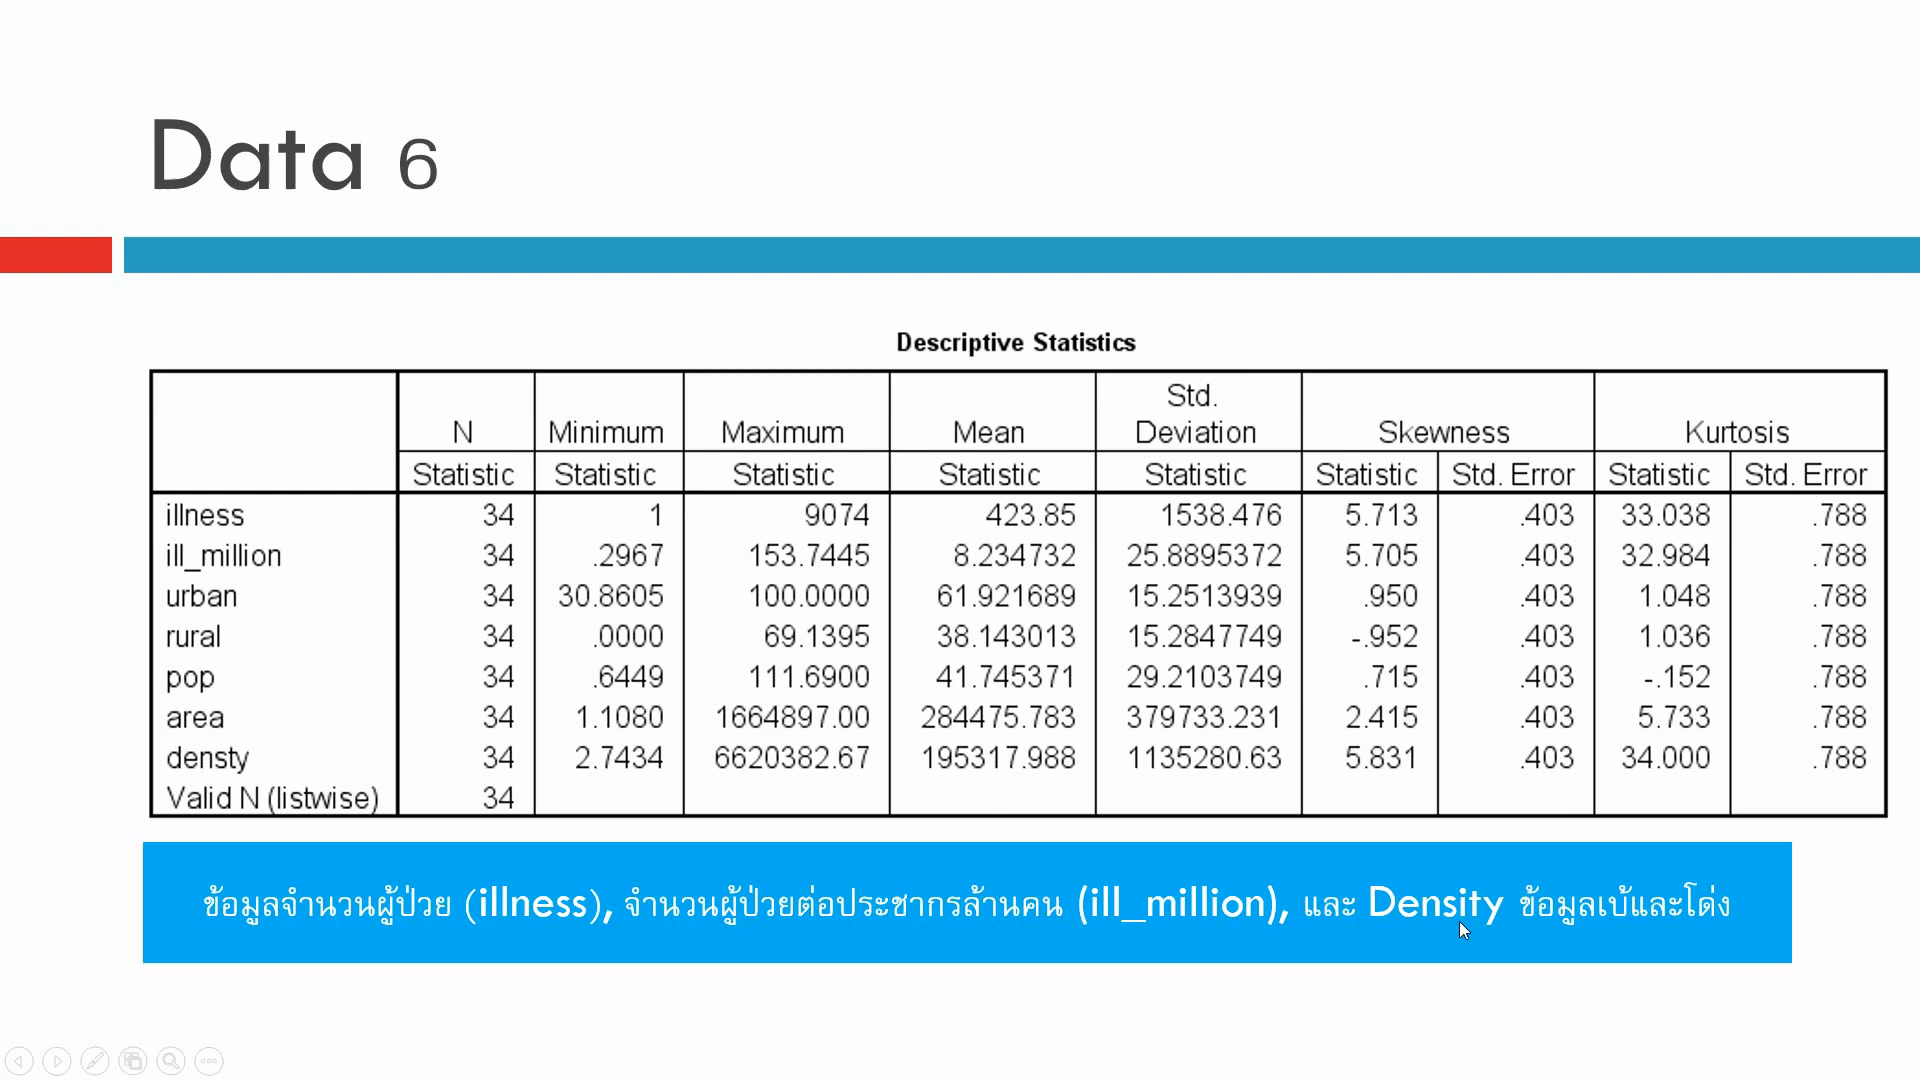 Data 6
Descriptive Statistics
N Minimum Maximum Mean Std. Deviation Skewness Kurtosis
Statistic Statistic Statistic Statistic Statistic Statistic Std. Error Statistic Std. Error
illness 34 1 9074 423.85 1538.476 5.713 .403 33.038 .788
ill_million 34 .2967 153.7445 8.234732 25.8895372 5.705 .403 32.984 .788
urban 34 30.8605 100.0000 61.921689 15.2513939 .950 .403 1.048 .788
rural 34 .0000 69.1395 38.143013 15.2847749 -.952 .403 1.036 .788
pop 34 .6449 111.6900 41.745371 29.2103749 .715 .403 -.152 .788
area 34 1.1080 1664897.00 284475.783 379733.231 2.415 .403 5.733 .788
densty 34 2.7434 6620382.67 195317.988 1135280.63 5.831 .403 34.000 .788
Valid N (listwise) 34
ข้อมูลจำนวนผู้ป่วย (illness), จำนวนผู้ป่วยต่อประชากรล้านคน (ill_million), และ Density ข้อมูลเบ้และโด่ง